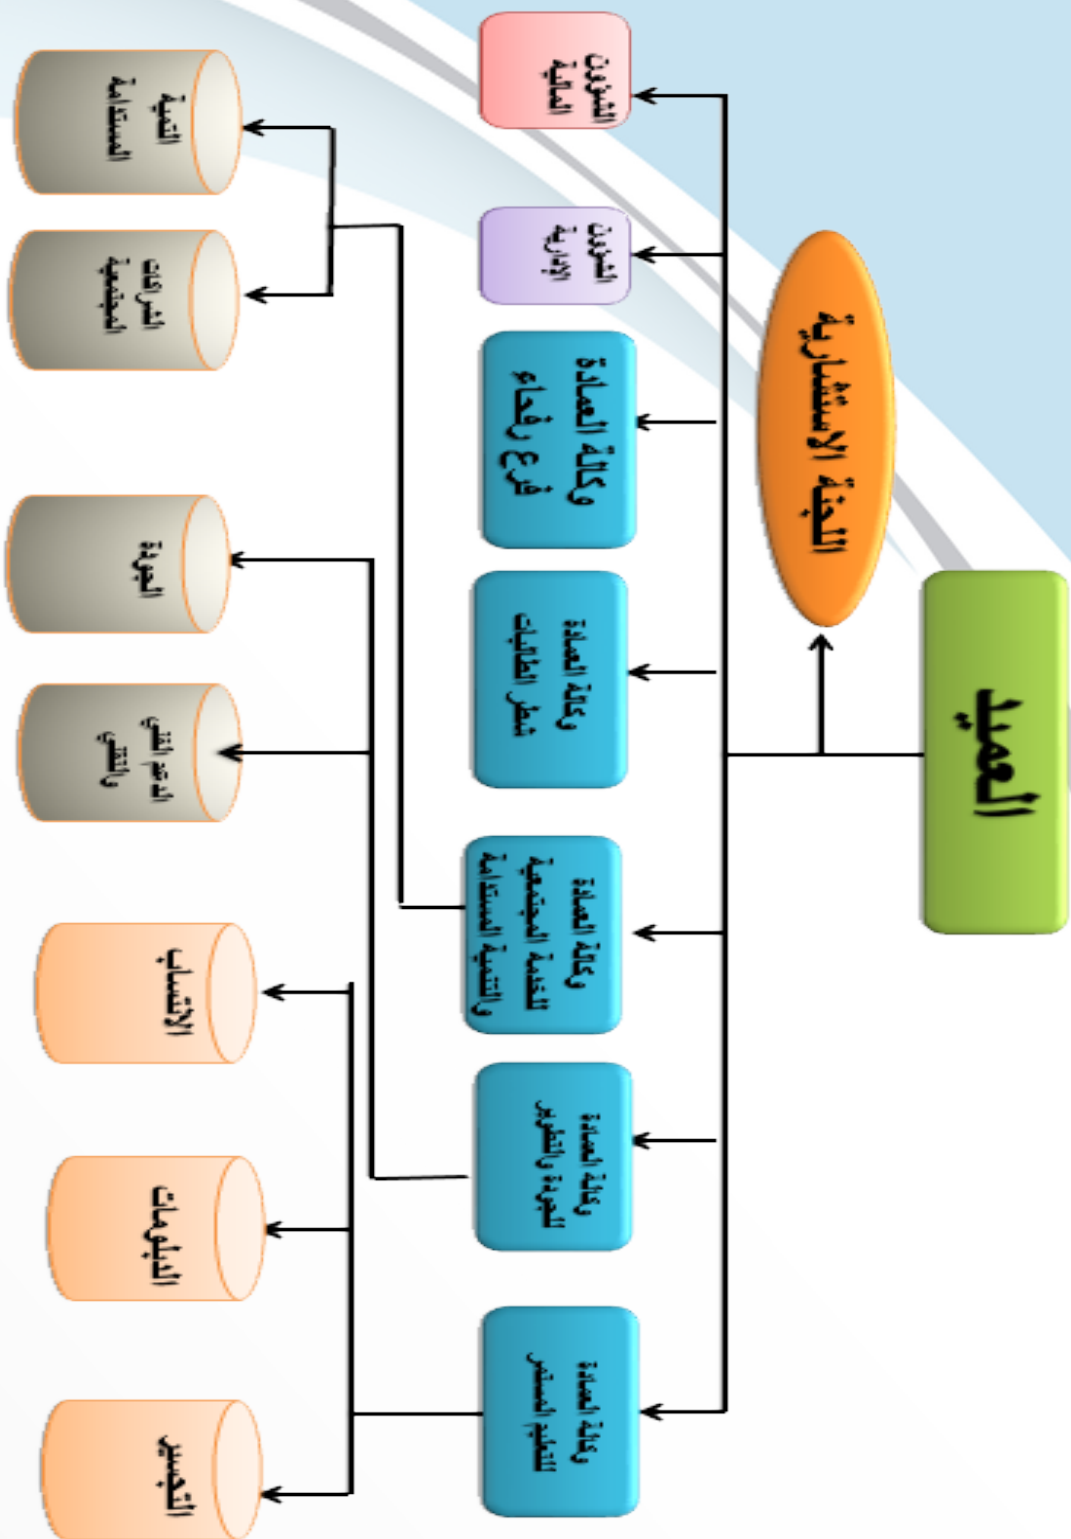 العميد
اللجنة الاستشارية
وكالة العمادة
للتعليم المستمر
وكالة العمادة
للجودة والتطوير
وكالة العمادة
للخدمة المجتمعية
والتنمية المستدامة
وكالة العمادة
شطر الطالبات
وكالة العمادة
فرع رفحاء
الشؤون
الإدارية
الشؤون
المالية
التجسير
الدبلومات
الانتساب
الدعم الفني
والتقني
الجودة
الشراكات
المجتمعية
التمية
المستدامة